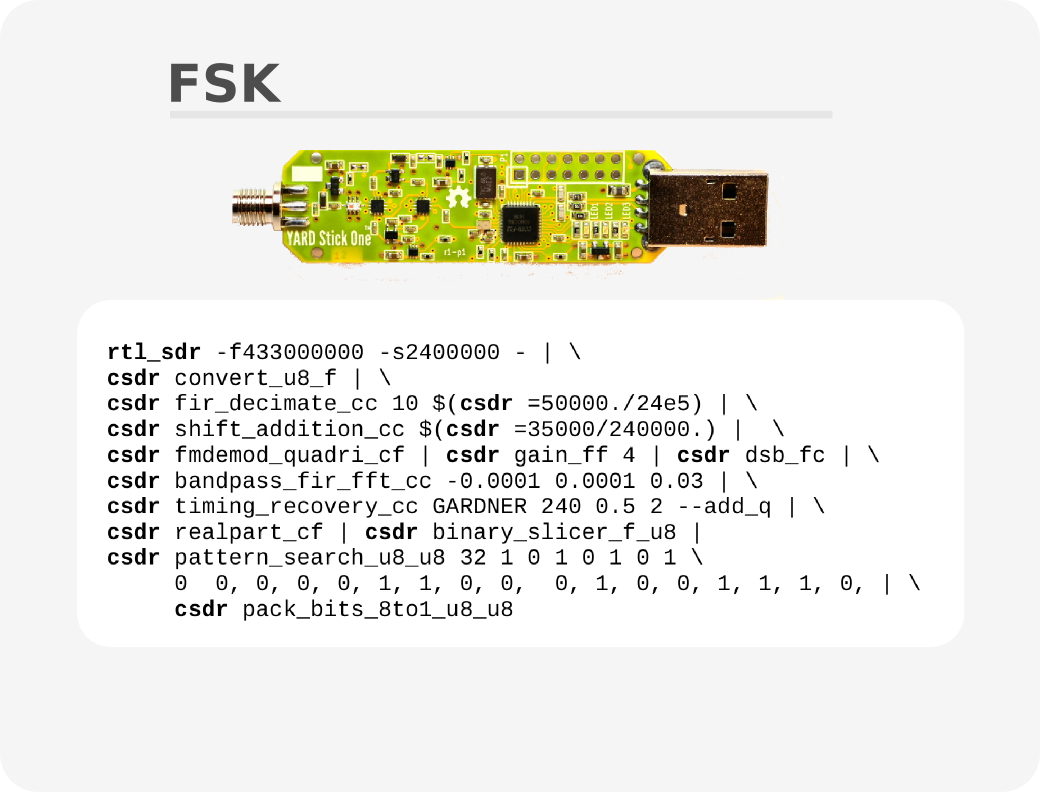 FSK
P1
YARD Stick One
r1-p1
LED1
LED2
LED3
rtl_sdr -f433000000 -s2400000 - | \
csdr convert_u8_f | \
csdr fir_decimate_cc 10 $(csdr =50000./24e5) | \
csdr shift_addition_cc $(csdr =35000/240000.) |  \
csdr fmdemod_quadri_cf | csdr gain_ff 4 | csdr dsb_fc | \
csdr bandpass_fir_fft_cc -0.0001 0.0001 0.03 | \
csdr timing_recovery_cc GARDNER 240 0.5 2 --add_q | \
csdr realpart_cf | csdr binary_slicer_f_u8 |
csdr pattern_search_u8_u8 32 1 0 1 0 1 0 1 \
0  0, 0, 0, 0, 1, 1, 0, 0,  0, 1, 0, 0, 1, 1, 1, 0, | \
csdr pack_bits_8to1_u8_u8